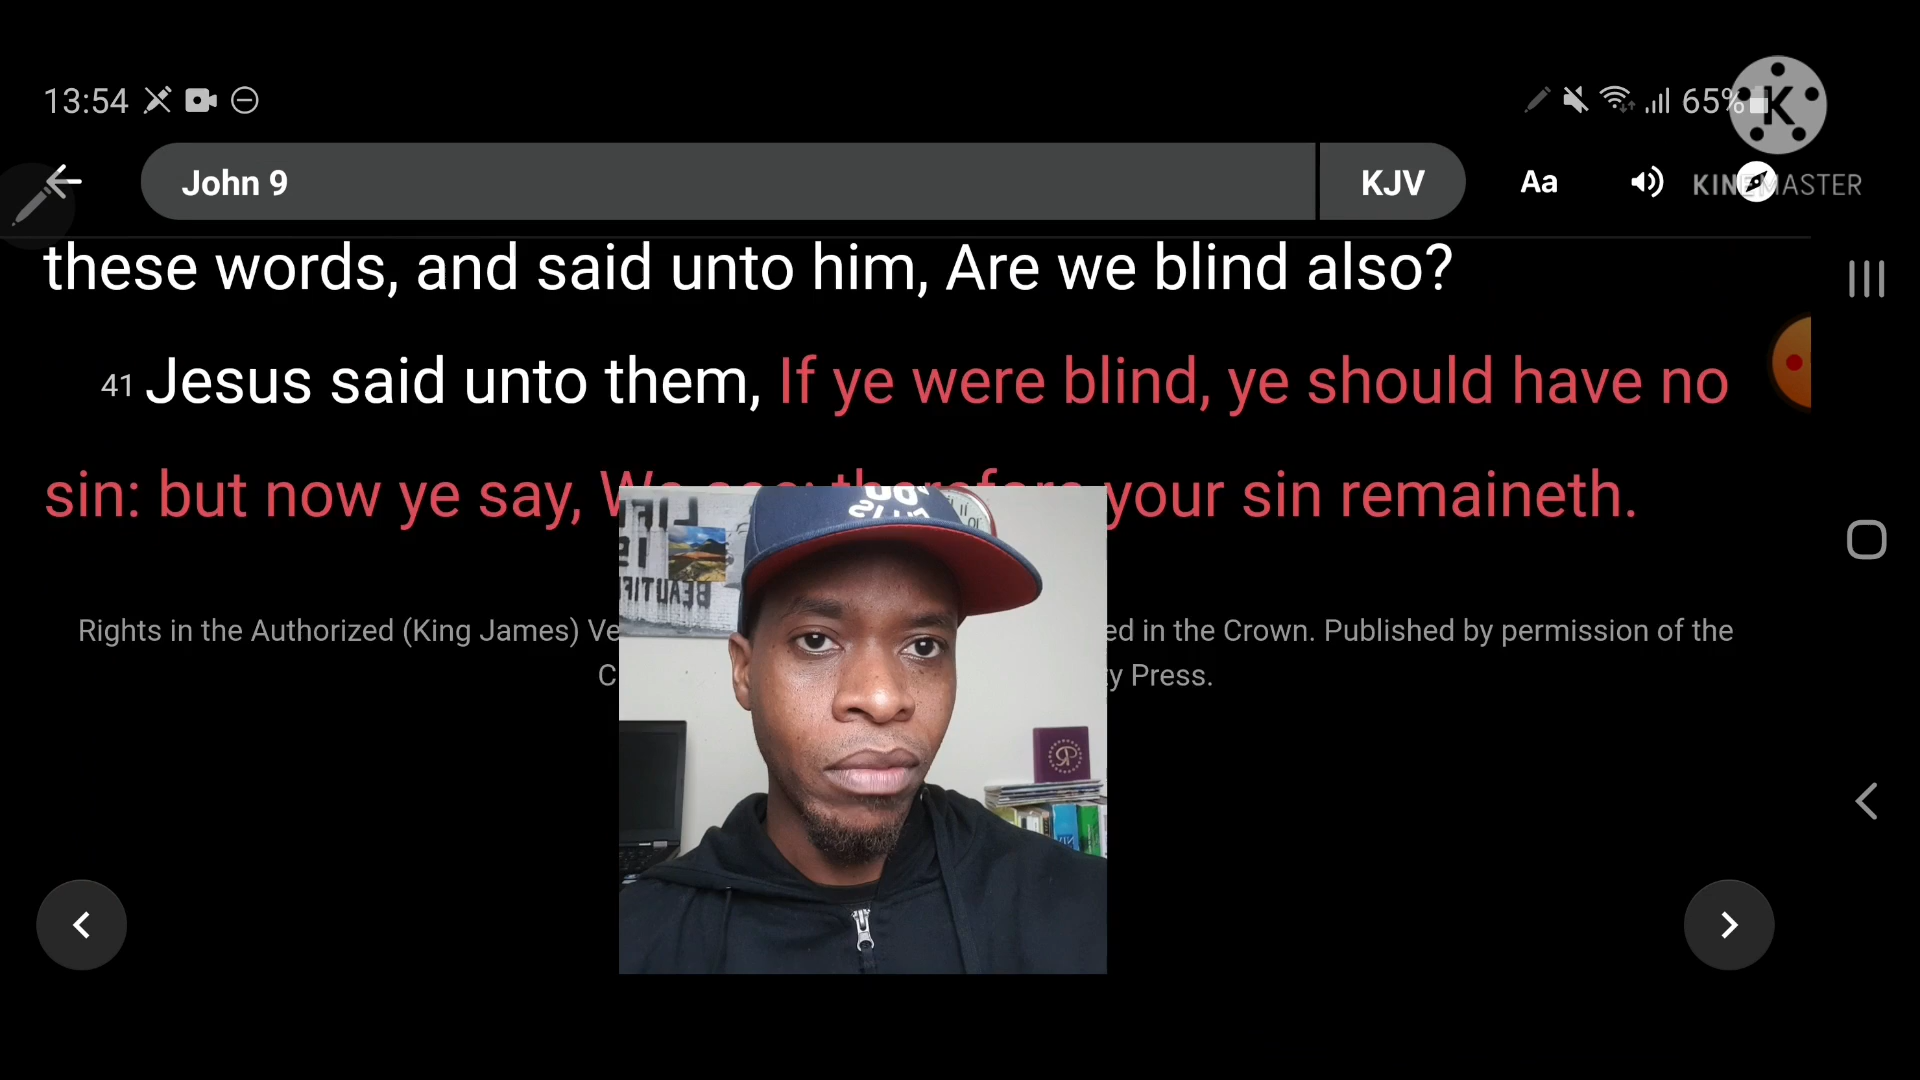 13:54
65%
K
John 9
KJV
Aa
KINEMASTER
these words, and said unto him, Are we blind also?
41 Jesus said unto them, If ye were blind, ye should have no
sin: but now ye say, your sin remaineth.
Rights in the Authorized (King James) ed in the Crown. Published by permission of the
Press.
LIFE
IS